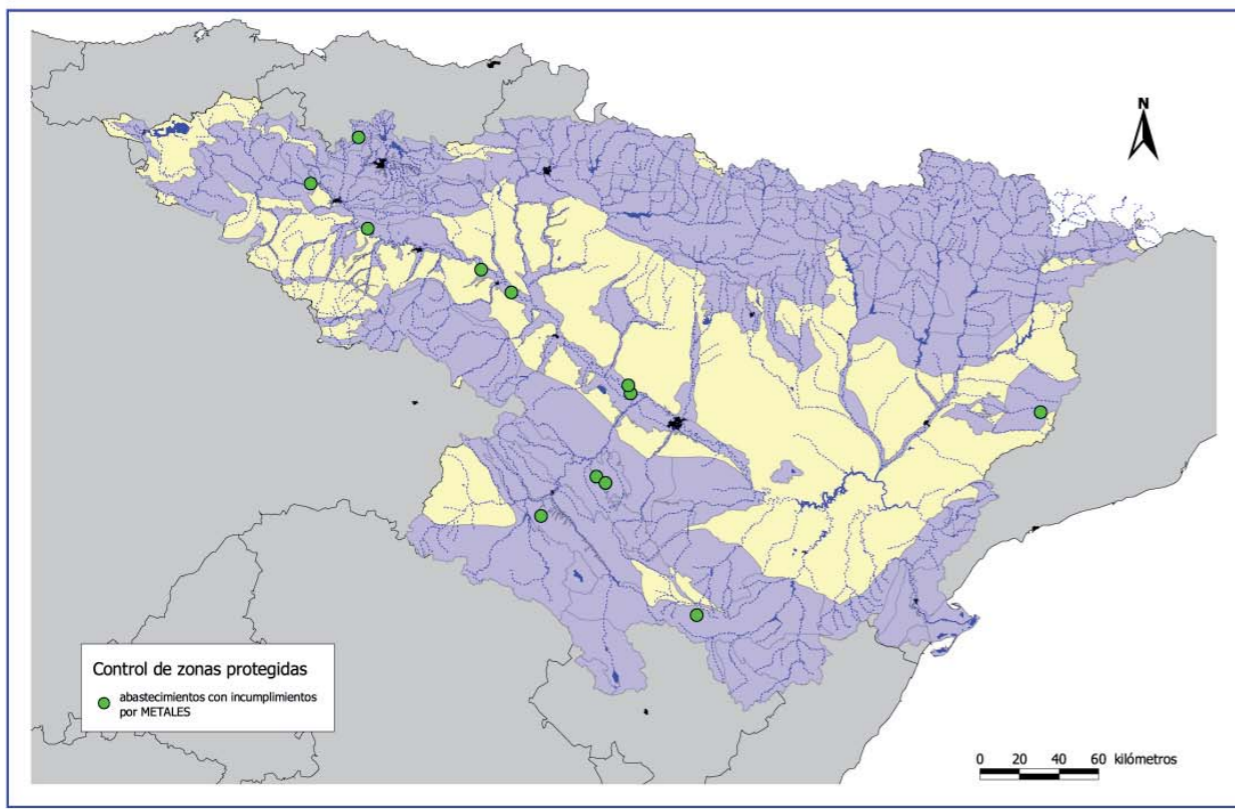 N
Control de zonas protegidas
abastecimientos con incumplimientos
por METALES
0 20 40 60 kilómetros